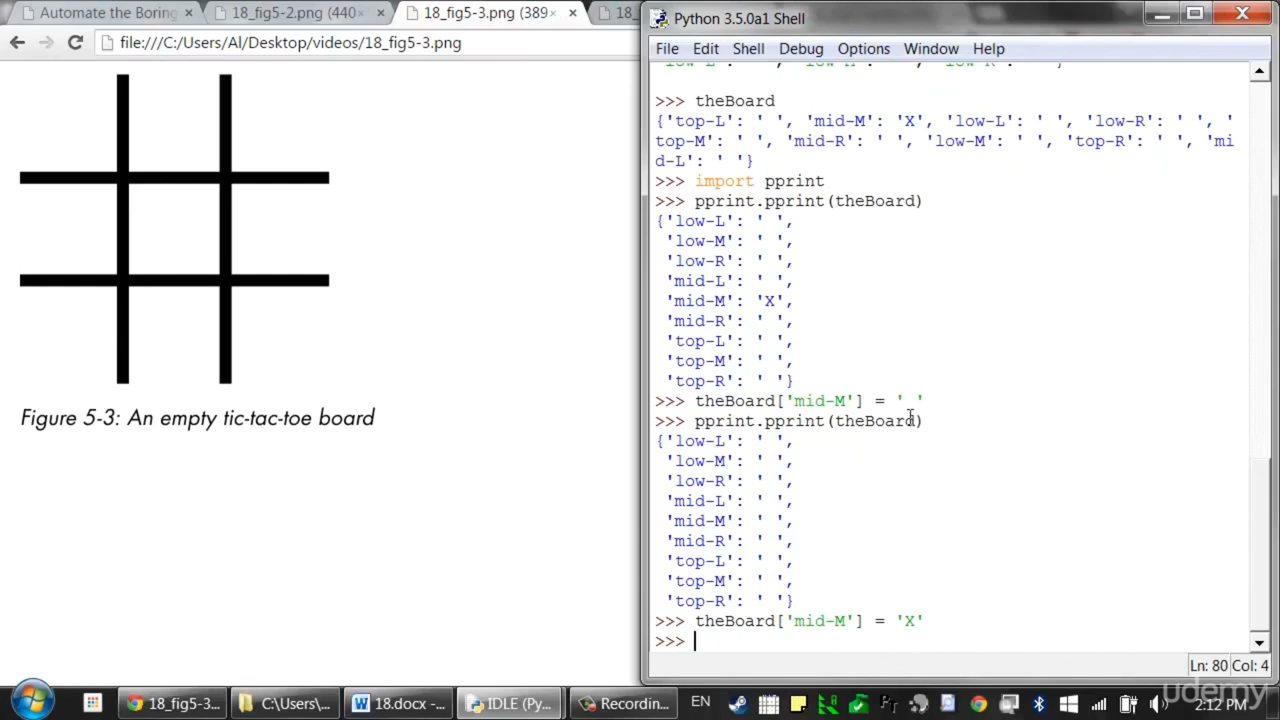 Automate the Boring
18_fig5-2.png (440×
18_fig5-3.png (389×
18_
file:///C:/Users/Al/Desktop/videos/18_fig5-3.png
Figure 5-3: An empty tic-tac-toe board
Python 3.5.0a1 Shell
File Edit Shell Debug Options Window Help
>>> theBoard
{'top-L': ' ', 'mid-M': 'X', 'low-L': ' ', 'low-R': ' ', '
top-M': ' ', 'mid-R': ' ', 'low-M': ' ', 'top-R': ' ', 'mi
d-L': ' '}
>>> import pprint
>>> pprint.pprint(theBoard)
{'low-L': ' ',
'low-M': ' ',
'low-R': ' ',
'mid-L': ' ',
'mid-M': 'X',
'mid-R': ' ',
'top-L': ' ',
'top-M': ' ',
'top-R': ' '}
>>> theBoard['mid-M'] = ' '
>>> pprint.pprint(theBoard)
{'low-L': ' ',
'low-M': ' ',
'low-R': ' ',
'mid-L': ' ',
'mid-M': ' ',
'mid-R': ' ',
'top-L': ' ',
'top-M': ' ',
'top-R': ' '}
>>> theBoard['mid-M'] = 'X'
>>>
Ln: 80 Col: 4
18_fig5-3...
C:\Users\...
18.docx -...
IDLE (Py...
Recordin...
EN
2:12 PM
udemy